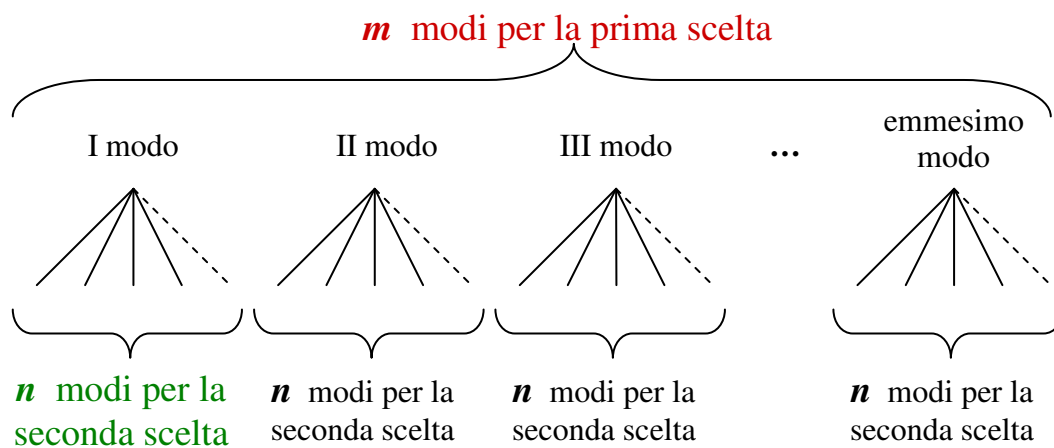 m modi per la prima scelta
I modo
II modo
III modo
...
emmesimo
modo
n modi per la
seconda scelta
n modi per la
seconda scelta
n modi per la
seconda scelta
n modi per la
seconda scelta